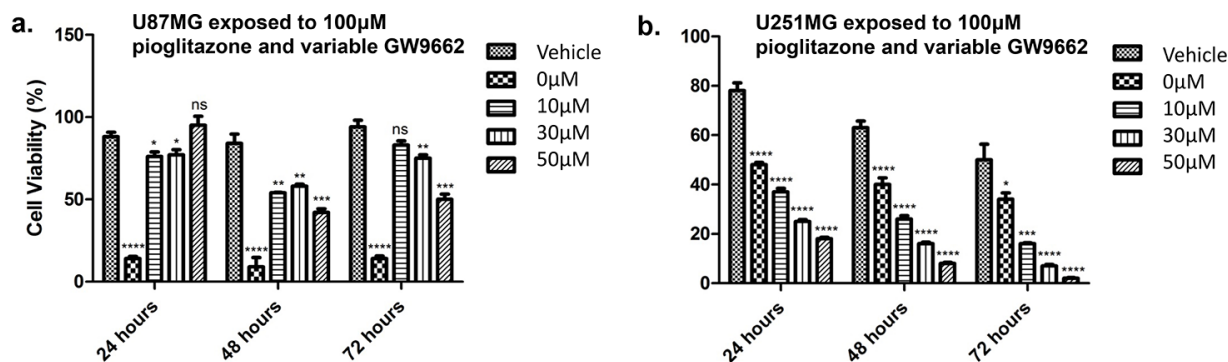 a.
U87MG exposed to 100µM
pioglitazone and variable GW9662
Cell Viability (%)
150
100
50
0
**** * * ns
**** ** ** ***
**** ns ** ***
24 hours
48 hours
72 hours
Vehicle
0µM
10µM
30µM
50µM
b.
U251MG exposed to 100µM
pioglitazone and variable GW9662
100
80
60
40
20
0
**** **** **** ****
**** **** **** ****
* *** **** ****
24 hours
48 hours
72 hours
Vehicle
0µM
10µM
30µM
50µM